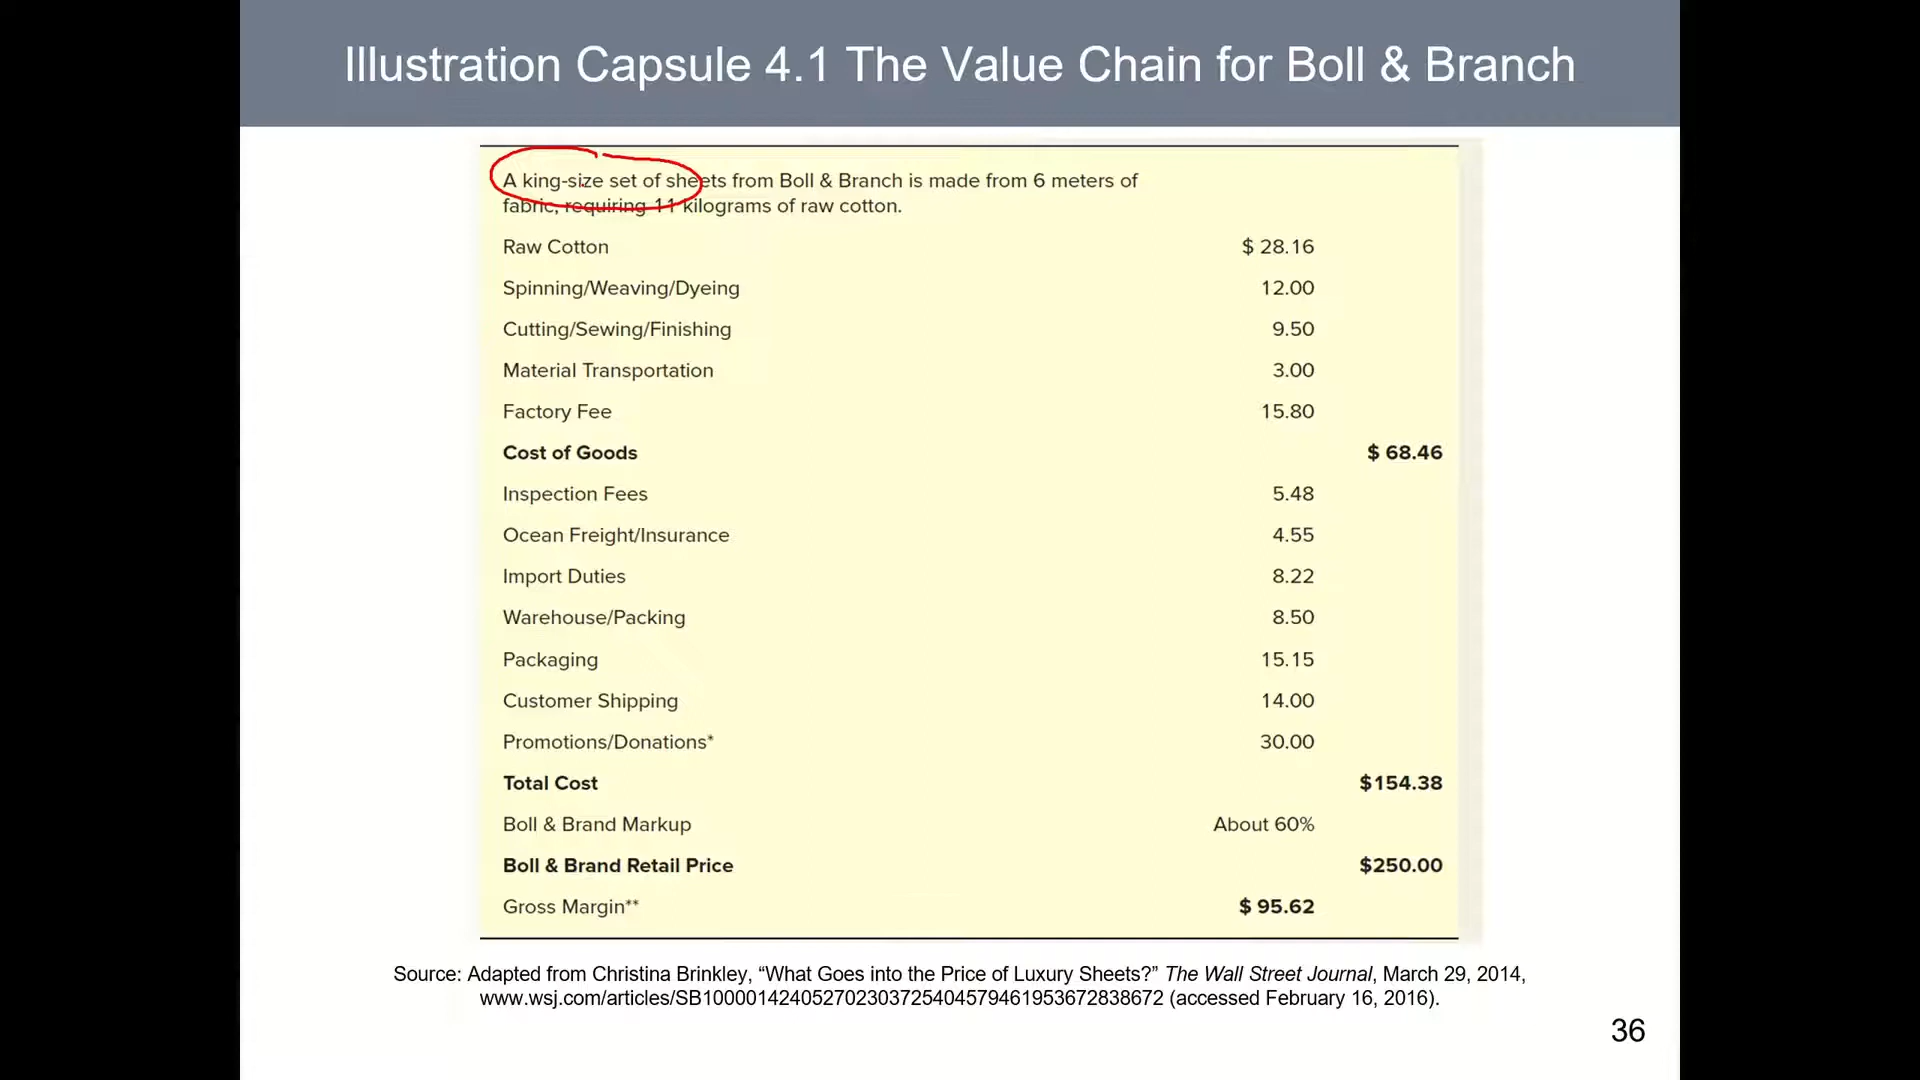 Illustration Capsule 4.1 The Value Chain for Boll & Branch
A king-size set of sheets from Boll & Branch is made from 6 meters of
fabric, requiring 11 kilograms of raw cotton.
Raw Cotton $ 28.16
Spinning/Weaving/Dyeing 12.00
Cutting/Sewing/Finishing 9.50
Material Transportation 3.00
Factory Fee 15.80
Cost of Goods $ 68.46
Inspection Fees 5.48
Ocean Freight/Insurance 4.55
Import Duties 8.22
Warehouse/Packing 8.50
Packaging 15.15
Customer Shipping 14.00
Promotions/Donations* 30.00
Total Cost $154.38
Boll & Brand Markup About 60%
Boll & Brand Retail Price $250.00
Gross Margin** $ 95.62
Source: Adapted from Christina Brinkley, “What Goes into the Price of Luxury Sheets?” The Wall Street Journal, March 29, 2014,
www.wsj.com/articles/SB100001424052702303725404579461953672838672 (accessed February 16, 2016).
36